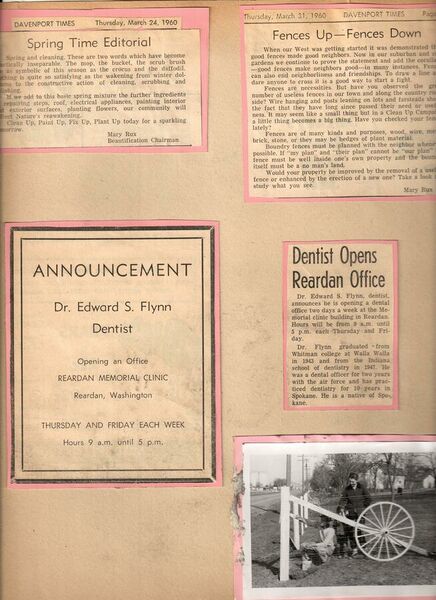 DAVENPORT TIMES Thursday, March 24, 1960
Spring Time Editorial
Spring and cleaning. These are two words which have become
inseparable. The mop, the bucket, the scrub brush
as symbolic of this season as the crocus and the daffodil.
ing is quite so satisfying as the wakening from winter dol-
to the constructive action of cleaning, scrubbing and
ishing.
If we add to this basic spring mixture the further ingredients
repairing steps, roof, electrical appliances, painting interior
exterior surfaces, planting flowers, our community will
Nature's reawakening.
Clean Up, Paint Up, Fix Up, Plant Up today for a sparkling
morrow.
Mary Rux
Beautification Chairman
Thursday, March 31, 1960 DAVENPORT TIMES Page
Fences Up—Fences Down
When our West was getting started it was demonstrated
good fences made good neighbors. Now in our suburban and
gardens we continue to prove the statement and the corollary
—good fences make neighbors good—in many instances. Fences
can also end neighborliness and friendships. To draw a line
dares anyone to cross it is a good way to start a fight.
Fences are necessities. But have you observed the
number of useless fences in our town and along the country
side? Wire hanging and posts leaning on lots and farsteads
the fact that they have long since passed their need or use-
It may seem like a small thing but in a Clean Up Campaign
a little thing becomes a big thing. Have you checked your fences
lately?
Fences are of many kinds and purposes, wood, wire,
brick, stone, or they may be hedges of plant material.
Boundry fences must be planned with the neighbor whenever
possible. If "my plan" and "their plan" cannot be "our plan"
fence must be well inside one's own property and the boundry
itself must be a no man's land.
Would your property be improved by the removal of a useless
fence or enhanced by the erection of a new one? Take a look
study what you see.
Mary Rux
ANNOUNCEMENT
Dr. Edward S. Flynn
Dentist
Opening an Office
REARDAN MEMORIAL CLINIC
Reardan, Washington
THURSDAY AND FRIDAY EACH WEEK
Hours 9 a.m. until 5 p.m.
Dentist Opens
Reardan Office
Dr. Edward S. Flynn, dentist,
announces he is opening a dental
office two days a week at the Me-
morial clinic building in Reardan.
Hours will be from 9 a.m. until
5 p.m. each Thursday and Fri-
day.
Dr. Flynn graduated from
Whitman college at Walla Walla
in 1943 and from the Indiana
school of dentistry in 1947. He
was a dental officer for two years
with the air force and has prac-
ticed dentistry for 10 years in
Spokane. He is a native of Spo-
kane.